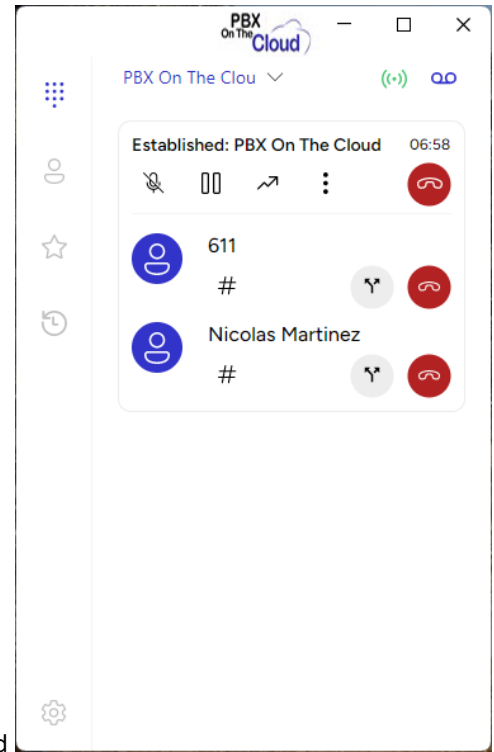 PBX
On The
Cloud
PBX On The Clou
Established: PBX On The Cloud 06:58
611
#
Nicolas Martinez
#
d